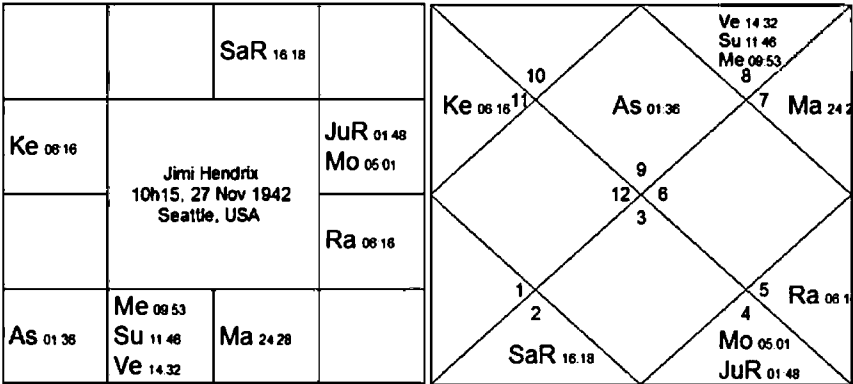 SaR 16:18
Ke 06:16
JuR 01:48
Mo 05:01
Jimi Hendrix
10h15, 27 Nov 1942
Seattle, USA
Ra 06:16
As 01:36
Me 09:53
Su 11:46
Ve 14:32
Ma 24:28
Ve 14:32
Su 11:46
Me 09:53
10
8
Ke 06:16
11
As 01:36
7
Ma 24:2
9
12
6
3
1
5
2
4
Ra 06:1
SaR 16:18
Mo 05:01
JuR 01:48